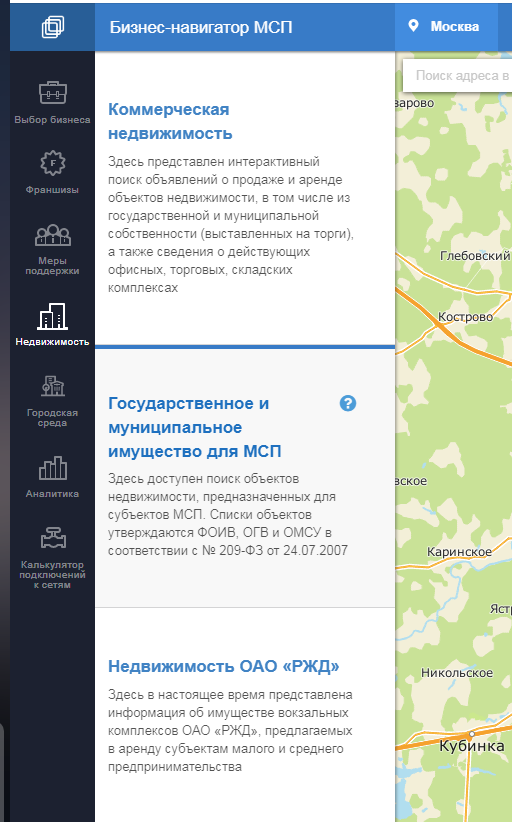 Бизнес-навигатор МСП
Москва
Поиск адреса в
Выбор бизнеса
Франшизы
Меры
поддержки
Недвижимость
Городская
среда
Аналитика
Калькулятор
подключений
к сетям
Коммерческая
недвижимость
Здесь представлен интерактивный
поиск объявлений о продаже и аренде
объектов недвижимости, в том числе из
государственной и муниципальной
собственности (выставленных на торги),
а также сведения о действующих
офисных, торговых, складских
комплексах
Государственное и
муниципальное
имущество для МСП
?
Здесь доступен поиск объектов
недвижимости, предназначенных для
субъектов МСП. Списки объектов
утверждаются ФОИВ, ОГВ и ОМСУ в
соответствии с № 209-ФЗ от 24.07.2007
Недвижимость ОАО «РЖД»
Здесь в настоящее время представлена
информация об имуществе вокзальных
комплексов ОАО «РЖД», предлагаемых
в аренду субъектам малого и среднего
предпринимательства
варово
Глебовский
Кострово
вское
Каринское
Ястр
Никольское
Кубинка